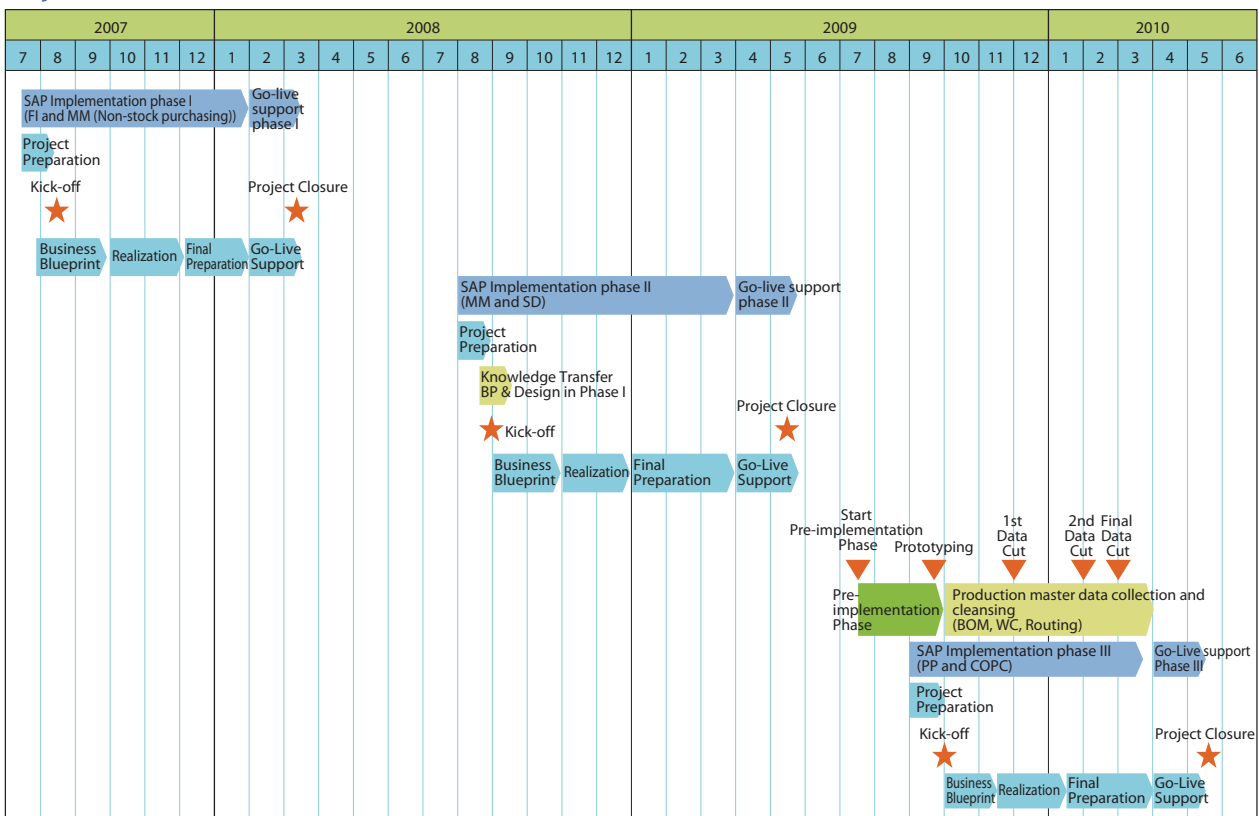 2007 2008 2009 2010
7 8 9 10 11 12 1 2 3 4 5 6 7 8 9 10 11 12 1 2 3 4 5 6 7 8 9 10 11 12 1 2 3 4 5 6
SAP Implementation phase I
(FI and MM (Non-stock purchasing))
Go-live
support
phase I
Project
Preparation
Kick-off
Project Closure
Business
Blueprint
Realization
Final
Preparation
Go-Live
Support
SAP Implementation phase II
(MM and SD)
Go-live support
phase II
Project
Preparation
Knowledge Transfer
BP & Design in Phase I
Project Closure
Kick-off
Business
Blueprint
Realization
Final
Preparation
Go-Live
Support
Start
Pre-implementation
Phase
Prototyping
1st
Data
Cut
2nd
Data
Cut
Final
Data
Cut
Pre-
implementation
Phase
Production master data collection and
cleansing
(BOM, WC, Routing)
SAP Implementation phase III
(PP and COPC)
Go-Live support
Phase III
Project
Preparation
Kick-off
Project Closure
Business
Blueprint
Realization
Final
Preparation
Go-Live
Support